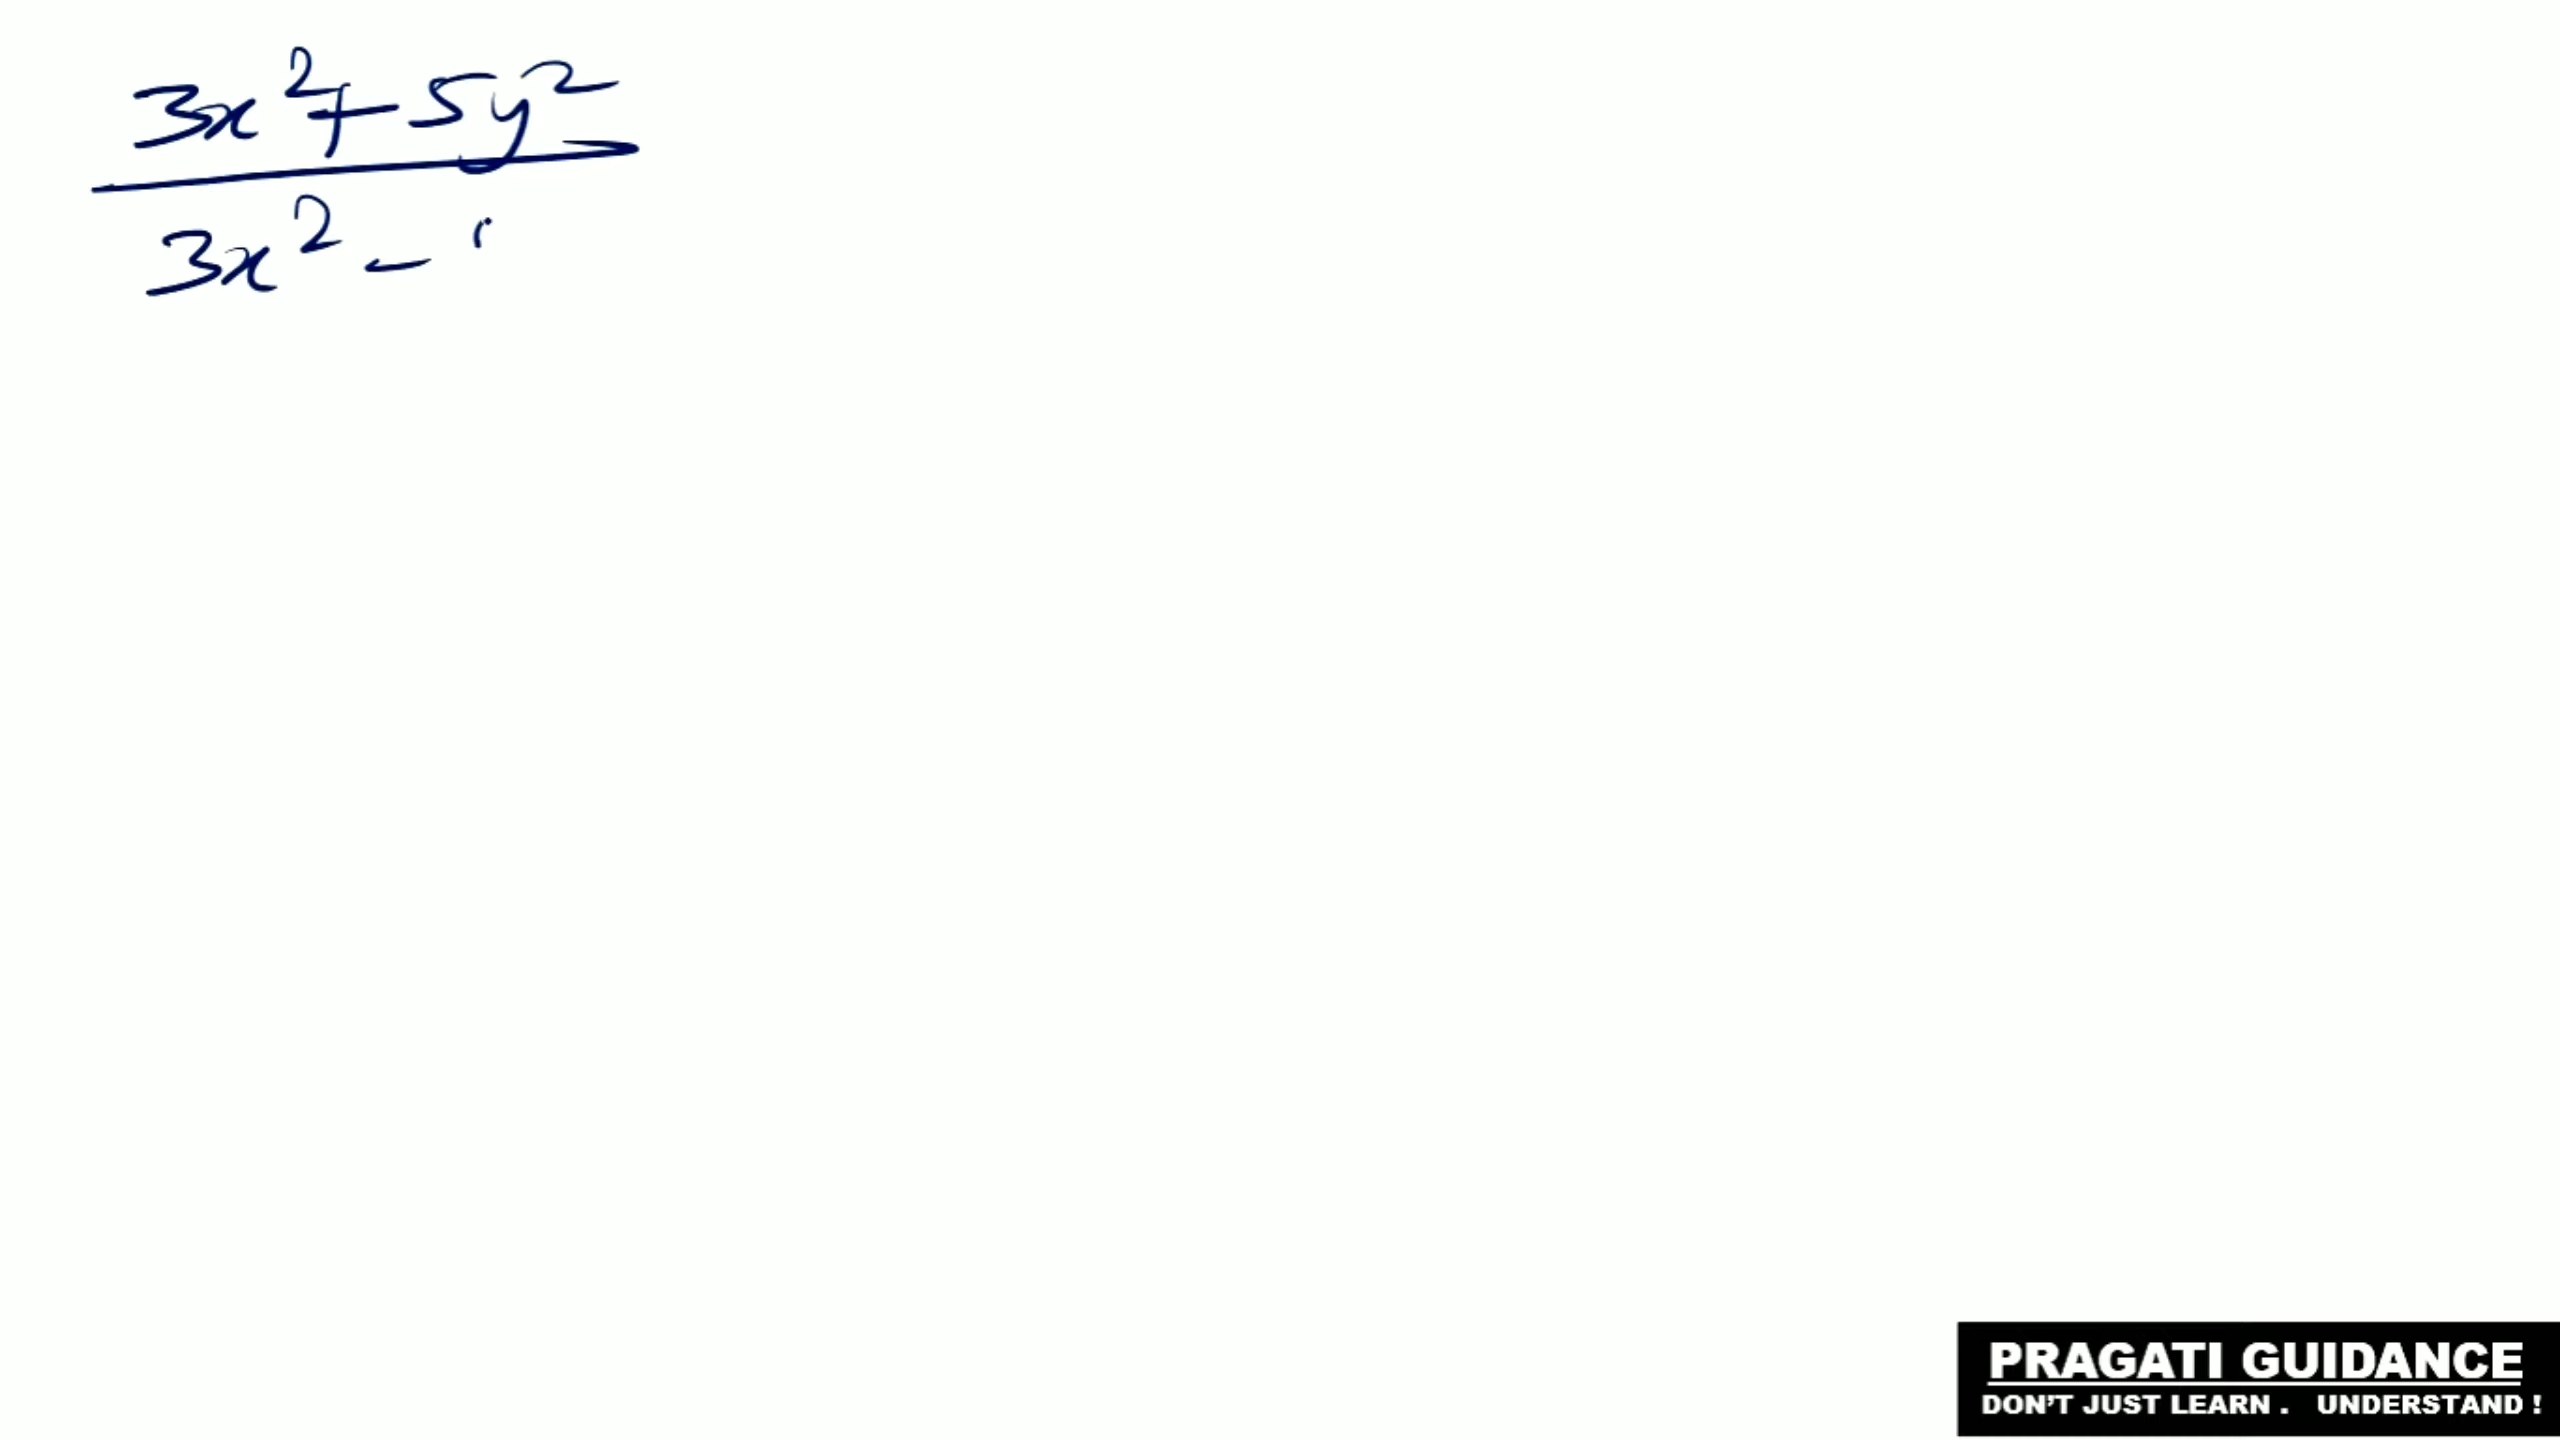 3x²+5y²
3x² -
PRAGATI GUIDANCE
DON'T JUST LEARN . UNDERSTAND !